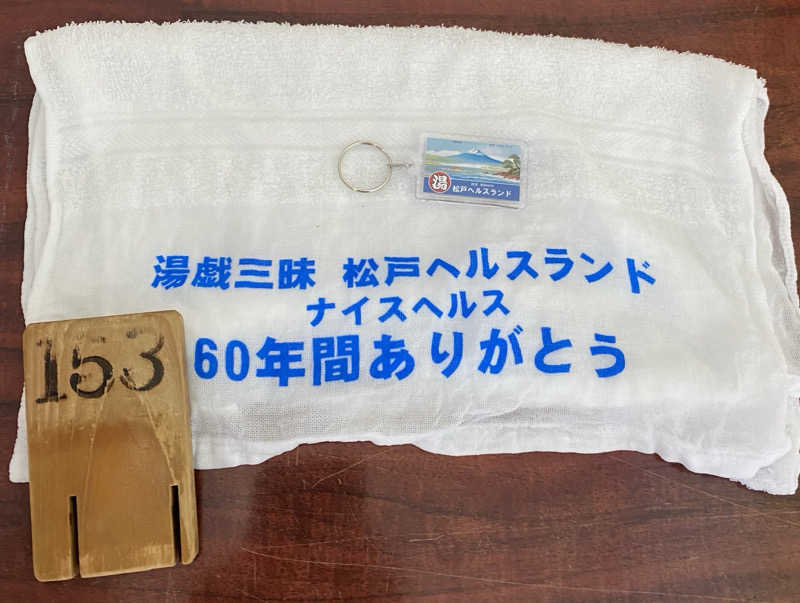 湯
松戸ヘルスランド
湯戯三昧 松戸ヘルスランド
ナイスヘルス
60年間ありがとう
153